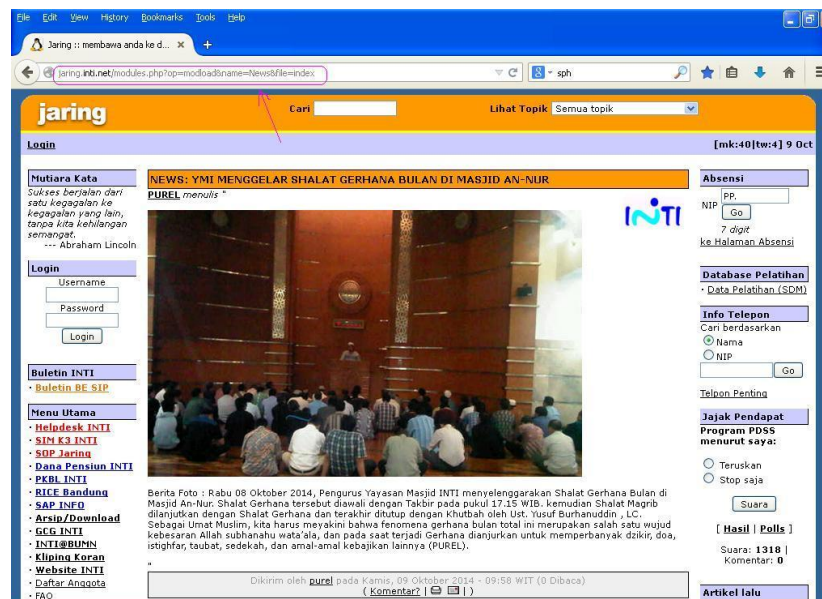 File Edit View History Bookmarks Tools Help
Jaring :: membawa anda ke d... ×
+
jaring.inti.net/modules.php?op=modload&name=News&file=index
8 sph
jaring
Cari
Lihat Topik Semua topik
Login
[mk:40|tw:4] 9 Oct
Mutiara Kata
Sukses berjalan dari
satu kegagalan ke
kegagalan yang lain,
tanpa kita kehilangan
semangat.
--- Abraham Lincoln
Login
Username
Password
Login
Buletin INTI
· Buletin BE SIP
Menu Utama
· Helpdesk INTI
· SIM K3 INTI
· SOP Jaring
· Dana Pensiun INTI
· PKBL INTI
· RICE Bandung
· SAP INFO
· Arsip/Download
· GCG INTI
· INTI@BUMN
· Kliping Koran
· Website INTI
· Daftar Anggota
· FAQ
NEWS: YMI MENGGELAR SHALAT GERHANA BULAN DI MASJID AN-NUR
PUREL menulis "
INTI
Berita Foto : Rabu 08 Oktober 2014, Pengurus Yayasan Masjid INTI menyelenggarakan Shalat Gerhana Bulan di
Masjid An-Nur. Shalat Gerhana tersebut diawali dengan Takbir pada pukul 17.15 WIB. kemudian Shalat Magrib
dilanjutkan dengan Shalat Gerhana dan terakhir ditutup dengan Khutbah oleh Ust. Yusuf Burhanuddin , LC.
Sebagai Umat Muslim, kita harus meyakini bahwa fenomena gerhana bulan total ini merupakan salah satu wujud
kebesaran Allah subhanahu wata'ala, dan pada saat terjadi Gerhana dianjurkan untuk memperbanyak dzikir, doa,
istighfar, taubat, sedekah, dan amal-amal kebajikan lainnya (PUREL).
"
Dikirim oleh purel pada Kamis, 09 Oktober 2014 - 09:58 WIT (0 Dibaca)
( Komentar? | | )
Absensi
NIP PP.
Go
7 digit
ke Halaman Absensi
Database Pelatihan
· Data Pelatihan (SDM)
Info Telepon
Cari berdasarkan
Nama
NIP
Go
Telpon Penting
Jajak Pendapat
Program PDSS
menurut saya:
Teruskan
Stop saja
Suara
[ Hasil | Polls ]
Suara: 1318 |
Komentar: 0
Artikel lalu